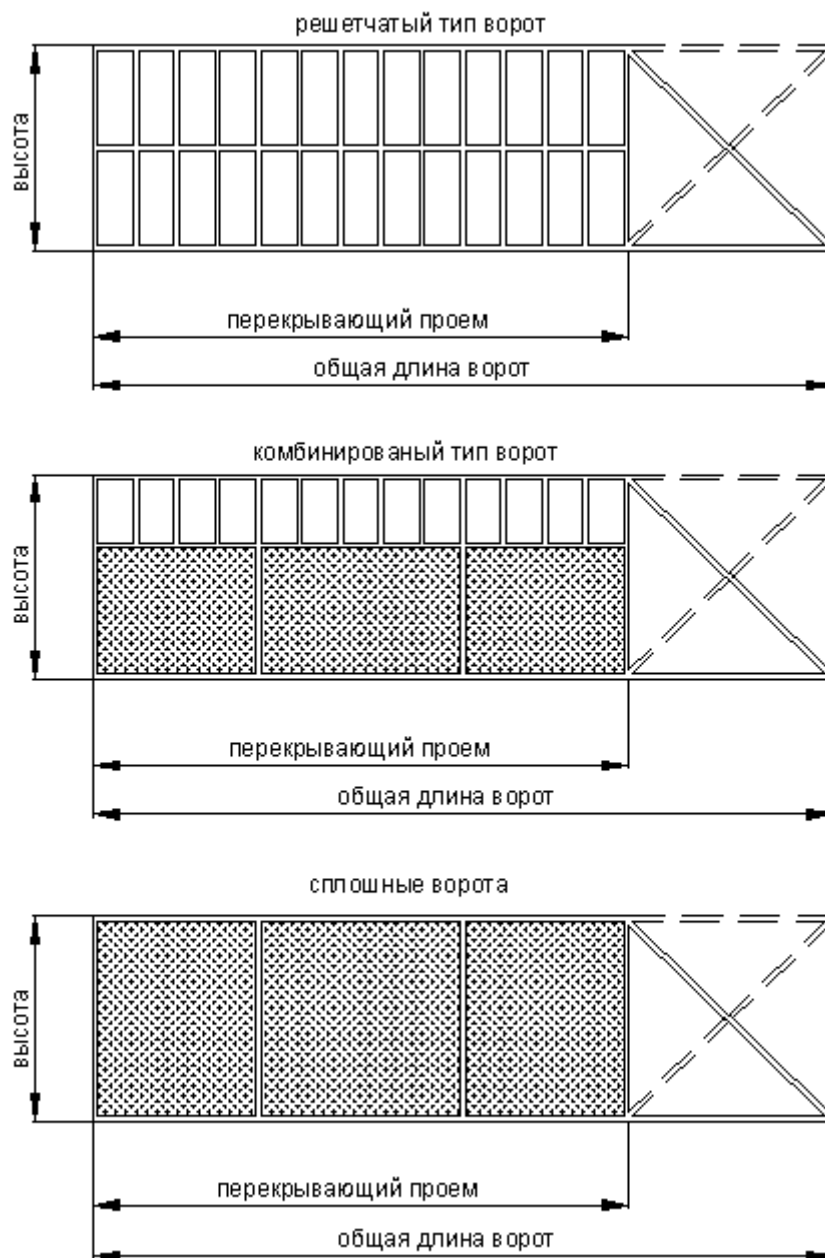 решетчатый тип ворот
высота
перекрывающий проем
общая длина ворот
комбинированый тип ворот
высота
перекрывающий проем
общая длина ворот
сплошные ворота
высота
перекрывающий проем
общая длина ворот